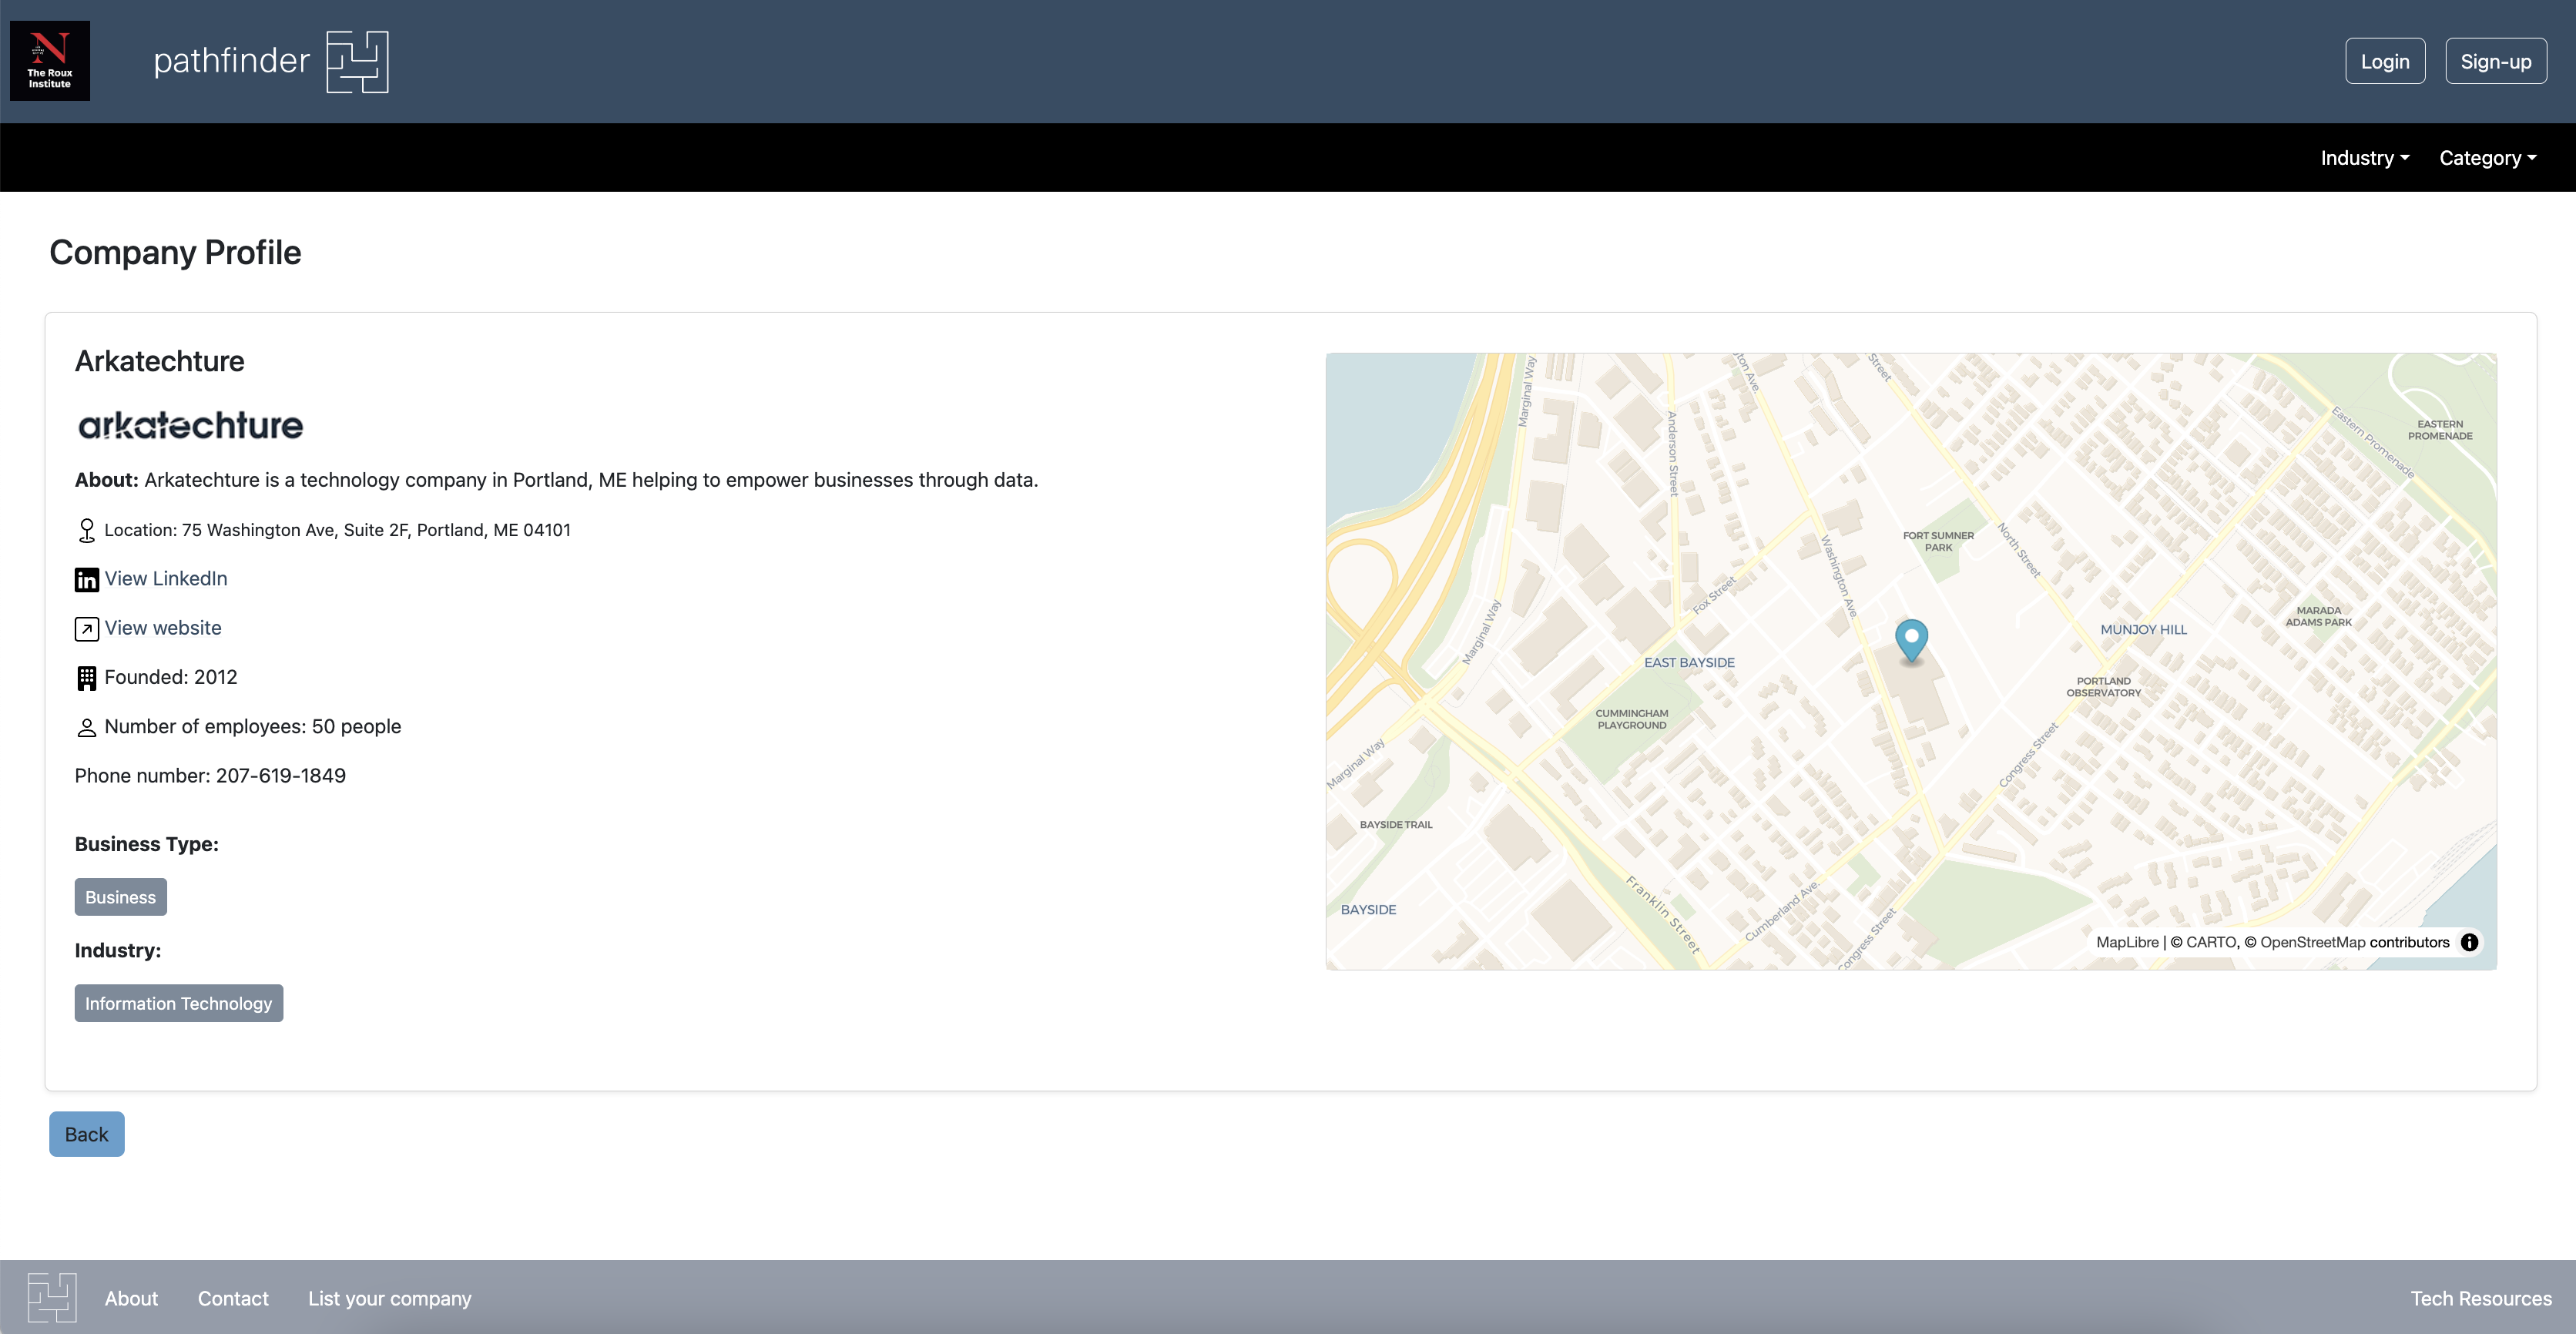 N
The Roux
Institute
pathfinder
Login
Sign-up
Industry
Category
Company Profile
Arkatechture
arkatechture
About: Arkatechture is a technology company in Portland, ME helping to empower businesses through data.
Location: 75 Washington Ave, Suite 2F, Portland, ME 04101
in View LinkedIn
View website
Founded: 2012
Number of employees: 50 people
Phone number: 207-619-1849
Business Type:
Business
Industry:
Information Technology
Marginal Way
Anderson Street
ton Ave.
Street
Eastern Promenade
EASTERN
PROMENADE
FORT SUMNER
PARK
North Street
Washington Ave.
Fox Street
Marginal Way
MARADA
ADAMS PARK
MUNJOY HILL
EAST BAYSIDE
PORTLAND
OBSERVATORY
CUMMINGHAM
PLAYGROUND
Marginal Way
Congress Street
BAYSIDE TRAIL
Franklin Street
Cumberland Ave.
Congress Street
BAYSIDE
MapLibre | © CARTO, © OpenStreetMap contributors
Back
About
Contact
List your company
Tech Resources